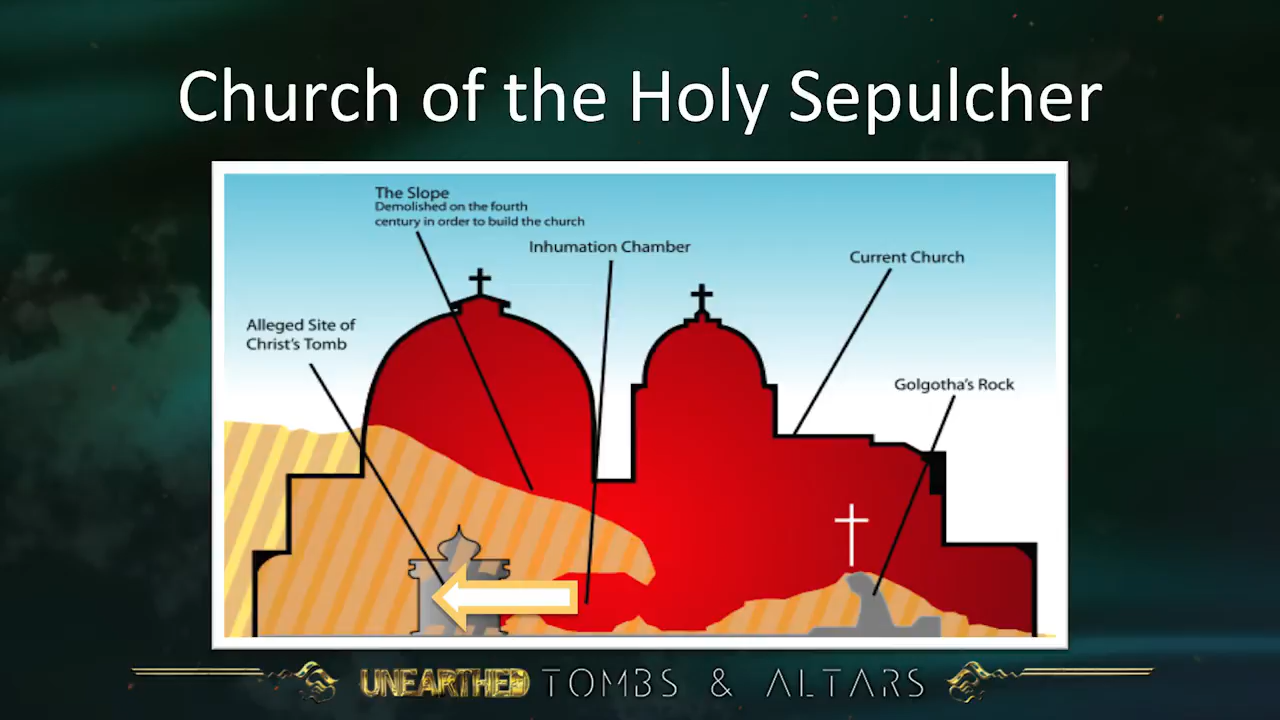 Church of the Holy Sepulcher
The Slope
Demolished on the fourth
century in order to build the church
Inhumation Chamber
Current Church
Alleged Site of
Christ's Tomb
Golgotha's Rock
UNEARTHED TOMBS & ALTARS